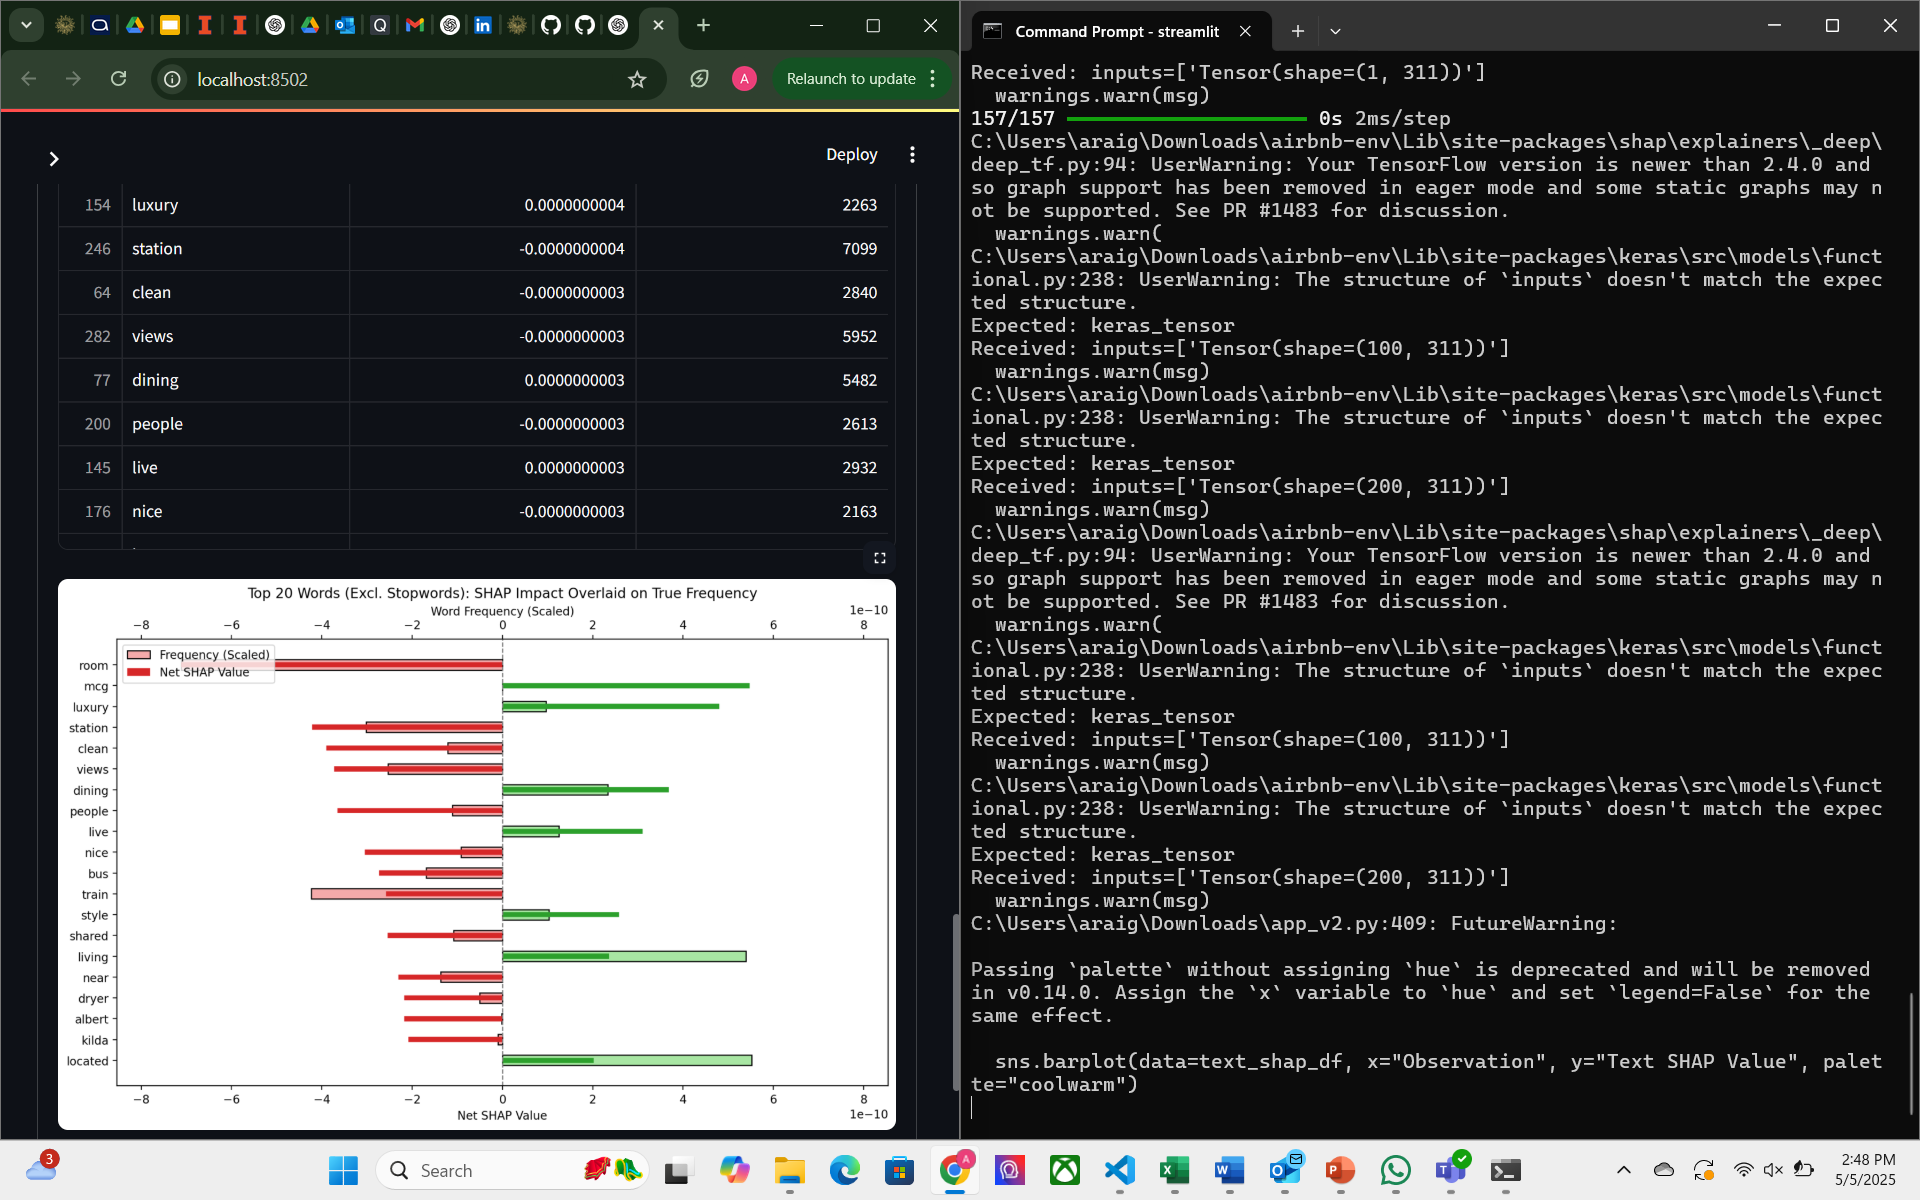 localhost:8502
A
Relaunch to update
Deploy
154 luxury 0.0000000004 2263
246 station -0.0000000004 7099
64 clean -0.0000000003 2840
282 views -0.0000000003 5952
77 dining 0.0000000003 5482
200 people -0.0000000003 2613
145 live 0.0000000003 2932
176 nice -0.0000000003 2163
Top 20 Words (Excl. Stopwords): SHAP Impact Overlaid on True Frequency
Word Frequency (Scaled)
1e−10
−8 −6 −4 −2 0 2 4 6 8
Frequency (Scaled)
Net SHAP Value
room
mcg
luxury
station
clean
views
dining
people
live
nice
bus
train
style
shared
living
near
dryer
albert
kilda
located
−8 −6 −4 −2 0 2 4 6 8
Net SHAP Value
1e−10
Command Prompt - streamlit
Received: inputs=['Tensor(shape=(1, 311))']
warnings.warn(msg)
157/157 0s 2ms/step
C:\Users\araig\Downloads\airbnb-env\Lib\site-packages\shap\explainers\_deep\
deep_tf.py:94: UserWarning: Your TensorFlow version is newer than 2.4.0 and
so graph support has been removed in eager mode and some static graphs may n
ot be supported. See PR #1483 for discussion.
warnings.warn(
C:\Users\araig\Downloads\airbnb-env\Lib\site-packages\keras\src\models\funct
ional.py:238: UserWarning: The structure of `inputs` doesn't match the expec
ted structure.
Expected: keras_tensor
Received: inputs=['Tensor(shape=(100, 311))']
warnings.warn(msg)
C:\Users\araig\Downloads\airbnb-env\Lib\site-packages\keras\src\models\funct
ional.py:238: UserWarning: The structure of `inputs` doesn't match the expec
ted structure.
Expected: keras_tensor
Received: inputs=['Tensor(shape=(200, 311))']
warnings.warn(msg)
C:\Users\araig\Downloads\airbnb-env\Lib\site-packages\shap\explainers\_deep\
deep_tf.py:94: UserWarning: Your TensorFlow version is newer than 2.4.0 and
so graph support has been removed in eager mode and some static graphs may n
ot be supported. See PR #1483 for discussion.
warnings.warn(
C:\Users\araig\Downloads\airbnb-env\Lib\site-packages\keras\src\models\funct
ional.py:238: UserWarning: The structure of `inputs` doesn't match the expec
ted structure.
Expected: keras_tensor
Received: inputs=['Tensor(shape=(100, 311))']
warnings.warn(msg)
C:\Users\araig\Downloads\airbnb-env\Lib\site-packages\keras\src\models\funct
ional.py:238: UserWarning: The structure of `inputs` doesn't match the expec
ted structure.
Expected: keras_tensor
Received: inputs=['Tensor(shape=(200, 311))']
warnings.warn(msg)
C:\Users\araig\Downloads\app_v2.py:409: FutureWarning:
Passing `palette` without assigning `hue` is deprecated and will be removed
in v0.14.0. Assign the `x` variable to `hue` and set `legend=False` for the
same effect.
sns.barplot(data=text_shap_df, x="Observation", y="Text SHAP Value", palet
te="coolwarm")
3
Search
2:48 PM
5/5/2025